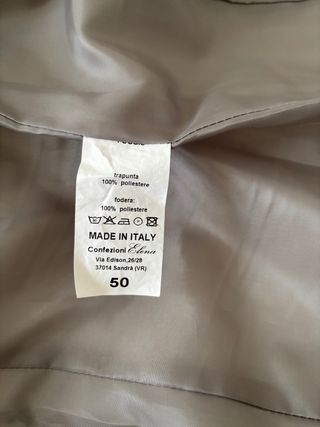 trapunta
100% poliestere
fodera:
100% poliestere
MADE IN ITALY
Confezioni Elena
Via Edison,26/28
37014 Sandrà (VR)
50